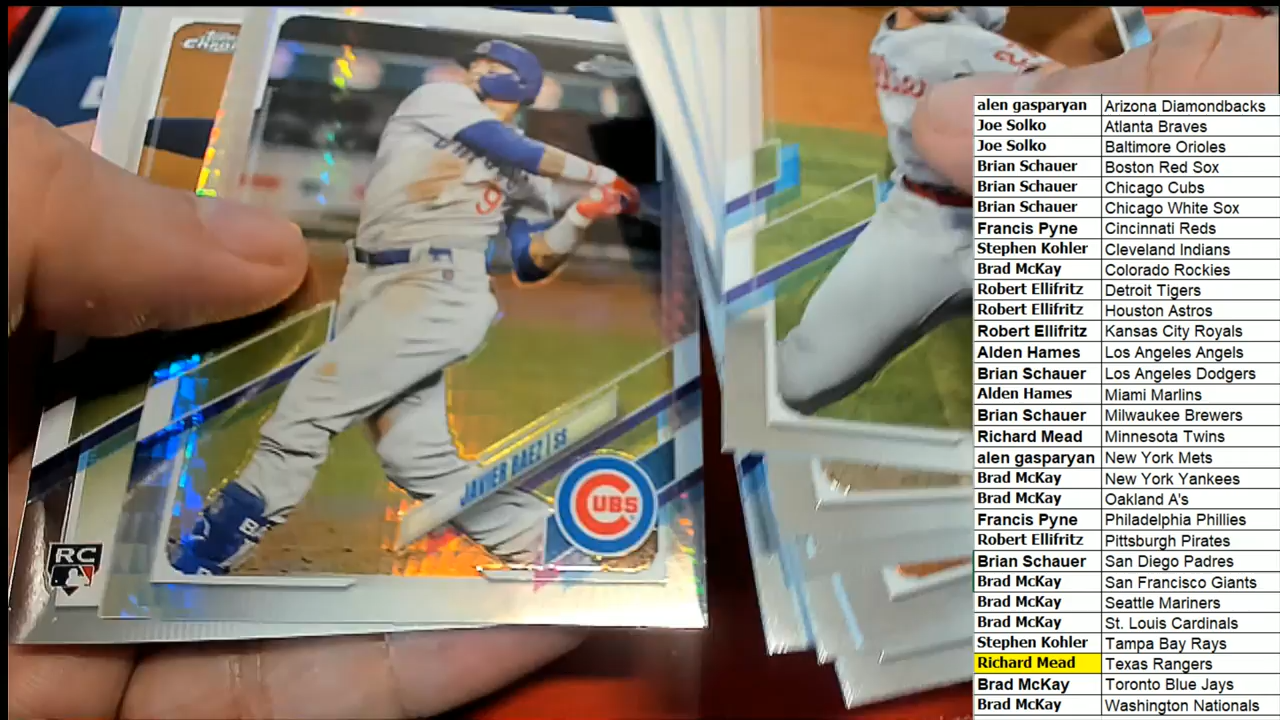 Topps
CHROME
9
JAVIER BAEZ | SS
CUBS
RC
alen gasparyan Arizona Diamondbacks
Joe Solko Atlanta Braves
Joe Solko Baltimore Orioles
Brian Schauer Boston Red Sox
Brian Schauer Chicago Cubs
Brian Schauer Chicago White Sox
Francis Pyne Cincinnati Reds
Stephen Kohler Cleveland Indians
Brad McKay Colorado Rockies
Robert Ellifritz Detroit Tigers
Robert Ellifritz Houston Astros
Robert Ellifritz Kansas City Royals
Alden Hames Los Angeles Angels
Brian Schauer Los Angeles Dodgers
Alden Hames Miami Marlins
Brian Schauer Milwaukee Brewers
Richard Mead Minnesota Twins
alen gasparyan New York Mets
Brad McKay New York Yankees
Brad McKay Oakland A's
Francis Pyne Philadelphia Phillies
Robert Ellifritz Pittsburgh Pirates
Brian Schauer San Diego Padres
Brad McKay San Francisco Giants
Brad McKay Seattle Mariners
Brad McKay St. Louis Cardinals
Stephen Kohler Tampa Bay Rays
Richard Mead Texas Rangers
Brad McKay Toronto Blue Jays
Brad McKay Washington Nationals